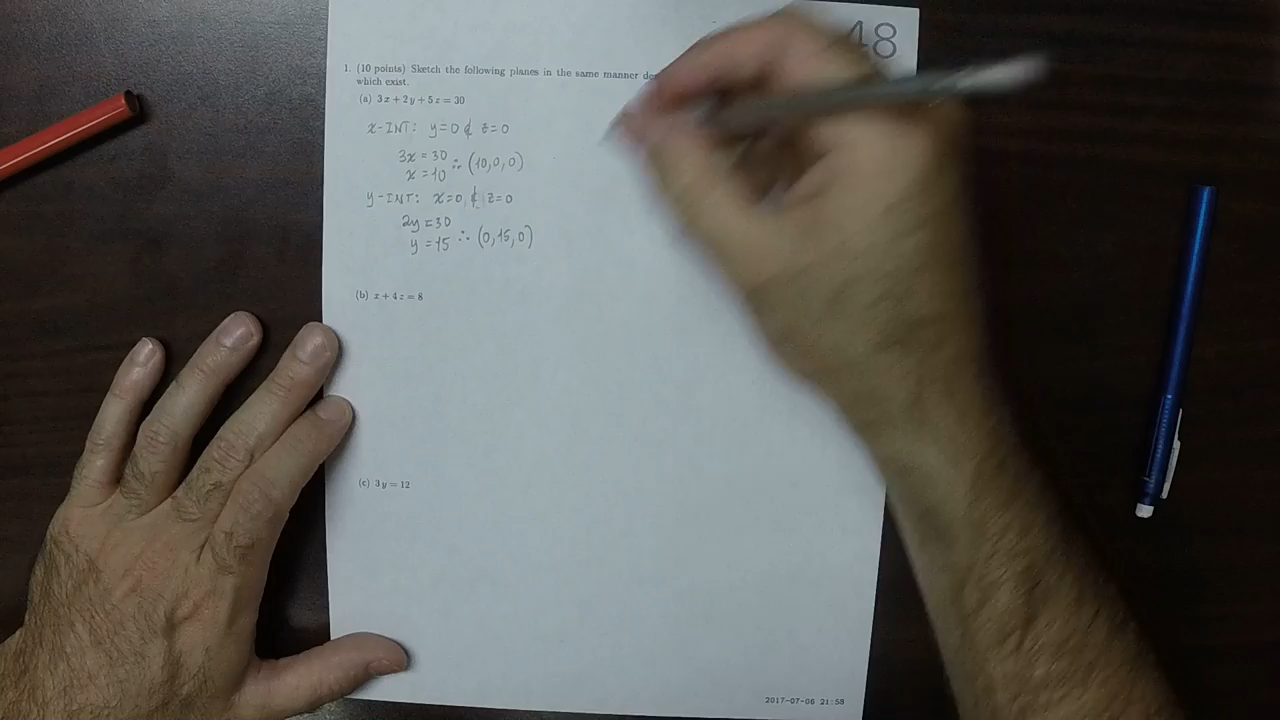 48
1. (10 points) Sketch the following planes in the same manner
which exist.
(a) 3x + 2y + 5z = 30
x-INT: y=0 & z=0
3x = 30
x = 10 ∴ (10,0,0)
y-INT: x=0 & z=0
2y = 30
y = 15 ∴ (0,15,0)
(b) x + 4z = 8
(c) 3y = 12
2017-07-06 21:58